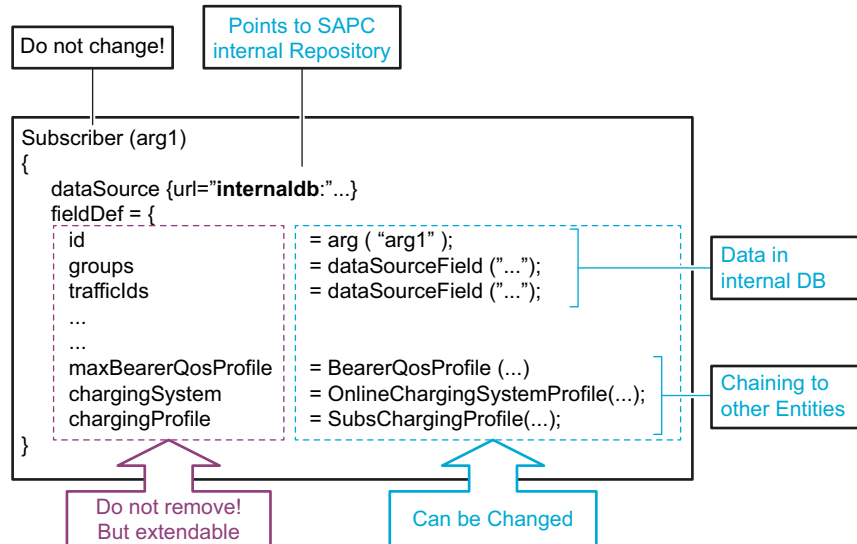 Do not change!
Points to SAPC
internal Repository
Subscriber (arg1)
{
dataSource {url=”internaldb:”...}
fieldDef = {
id = arg ( “arg1” );
groups = dataSourceField (”...”);
trafficIds = dataSourceField (”...”);
...
...
maxBearerQosProfile = BearerQosProfile (...)
chargingSystem = OnlineChargingSystemProfile(...);
chargingProfile = SubsChargingProfile(...);
}
Data in
internal DB
Chaining to
other Entities
Do not remove!
But extendable
Can be Changed